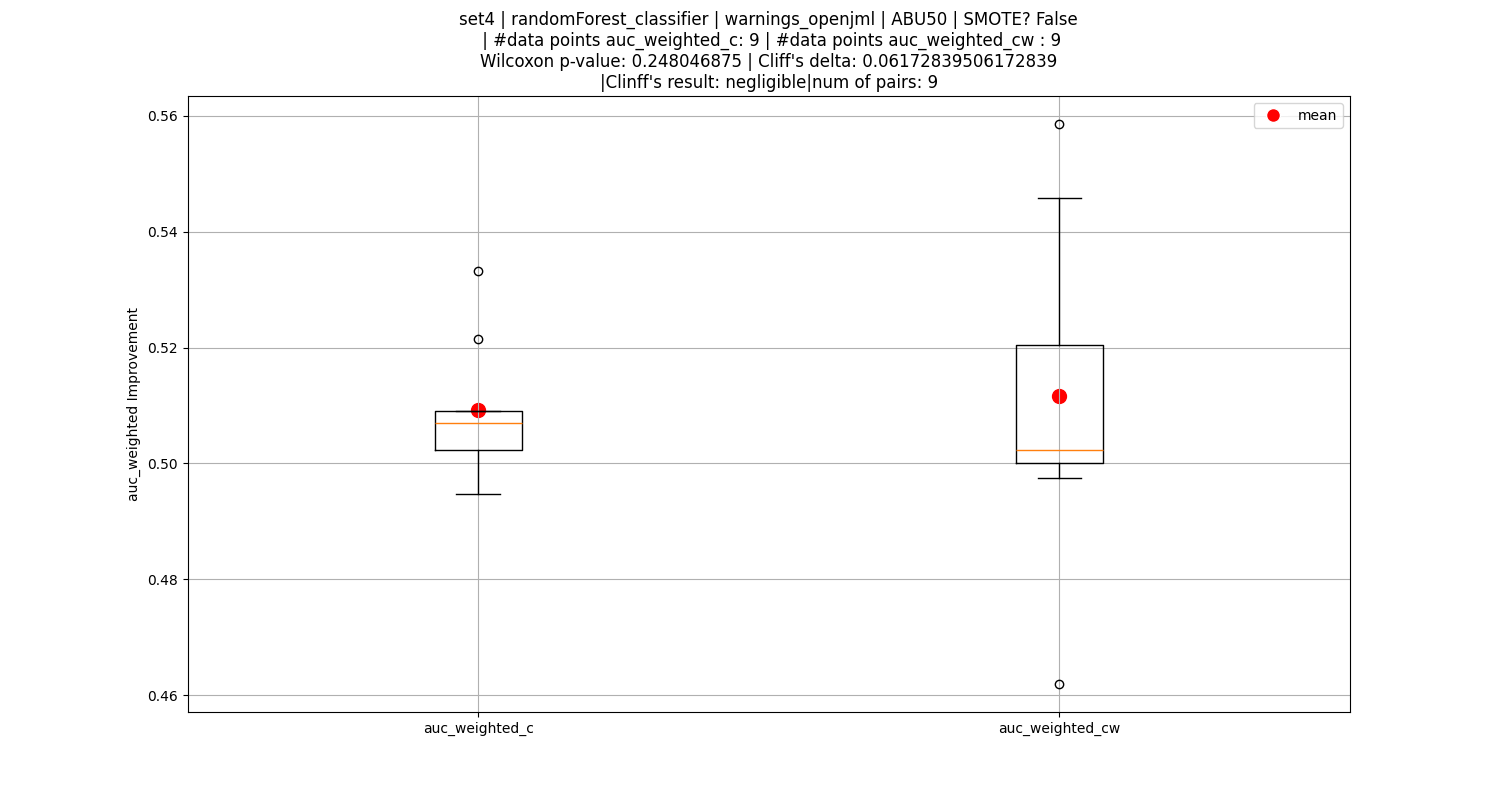 set4 | randomForest_classifier | warnings_openjml | ABU50 | SMOTE? False
| #data points auc_weighted_c: 9 | #data points auc_weighted_cw : 9
Wilcoxon p-value: 0.248046875 | Cliff's delta: 0.06172839506172839
|Clinff's result: negligible|num of pairs: 9
mean
auc_weighted Improvement
0.56
0.54
0.52
0.50
0.48
0.46
auc_weighted_c
auc_weighted_cw